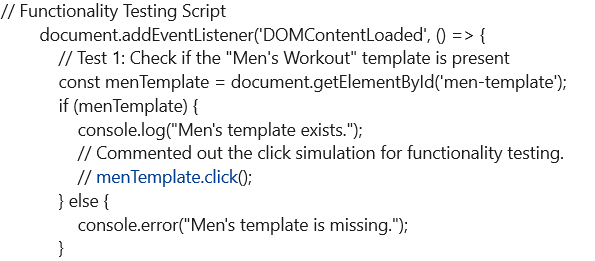 // Functionality Testing Script
document.addEventListener('DOMContentLoaded', () => {
// Test 1: Check if the "Men's Workout" template is present
const menTemplate = document.getElementById('men-template');
if (menTemplate) {
console.log("Men's template exists.");
// Commented out the click simulation for functionality testing.
// menTemplate.click();
} else {
console.error("Men's template is missing.");
}